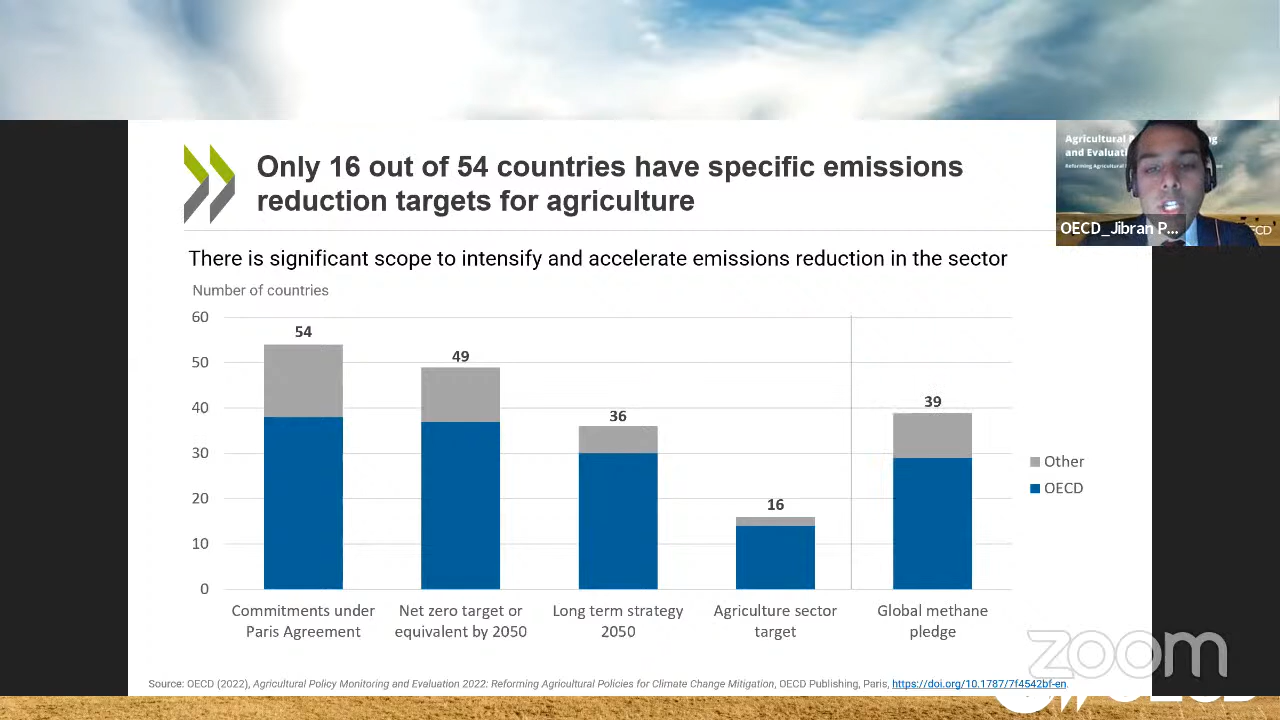 Only 16 out of 54 countries have specific emissions
reduction targets for agriculture
There is significant scope to intensify and accelerate emissions reduction in the sector
Number of countries
60
50
40
30
20
10
0
54
49
36
16
39
Other
OECD
Commitments under
Paris Agreement
Net zero target or
equivalent by 2050
Long term strategy
2050
Agriculture sector
target
Global methane
pledge
Source: OECD (2022), Agricultural Policy Monitoring and Evaluation 2022: Reforming Agricultural Policies for Climate Change Mitigation, OECD Publishing, Paris, https://doi.org/10.1787/7f4542bf-en.
Agricultural
and
OECD_Jibran P...
zoom
OECD